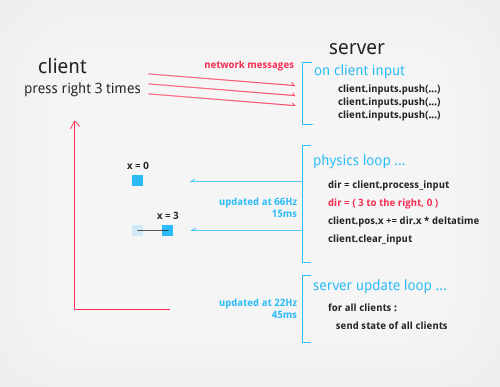 client
press right 3 times
network messages
server
on client input
client.inputs.push(...)
client.inputs.push(...)
client.inputs.push(...)
x = 0
x = 3
updated at 66Hz
15ms
physics loop ...
dir = client.process_input
dir = ( 3 to the right, 0 )
client.pos.x += dir.x * deltatime
client.clear_input
updated at 22Hz
45ms
server update loop ...
for all clients :
send state of all clients